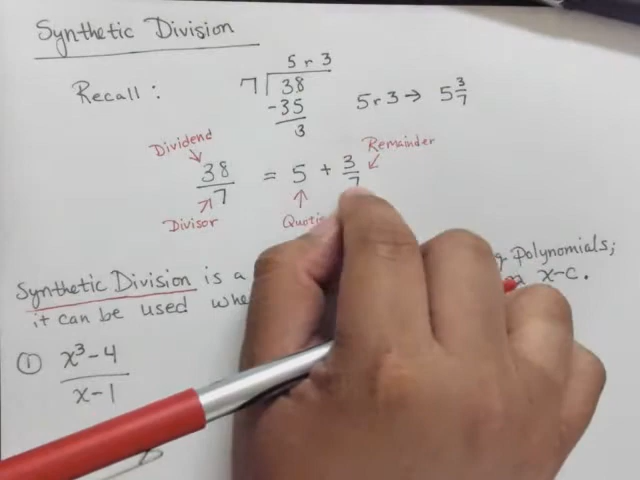 Synthetic Division
5 r 3
Recall : 7 38
-35
3
5 r 3 → 5 3/7
Dividend
Remainder
38/7 = 5 + 3/7
Divisor
Polynomials;
Synthetic Division is a
x-c.
it can be used
① x³-4
x-1